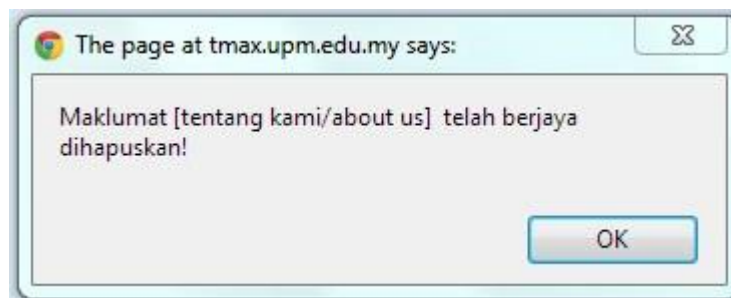 The page at tmax.upm.edu.my says:
Maklumat [tentang kami/about us] telah berjaya
dihapuskan!
OK